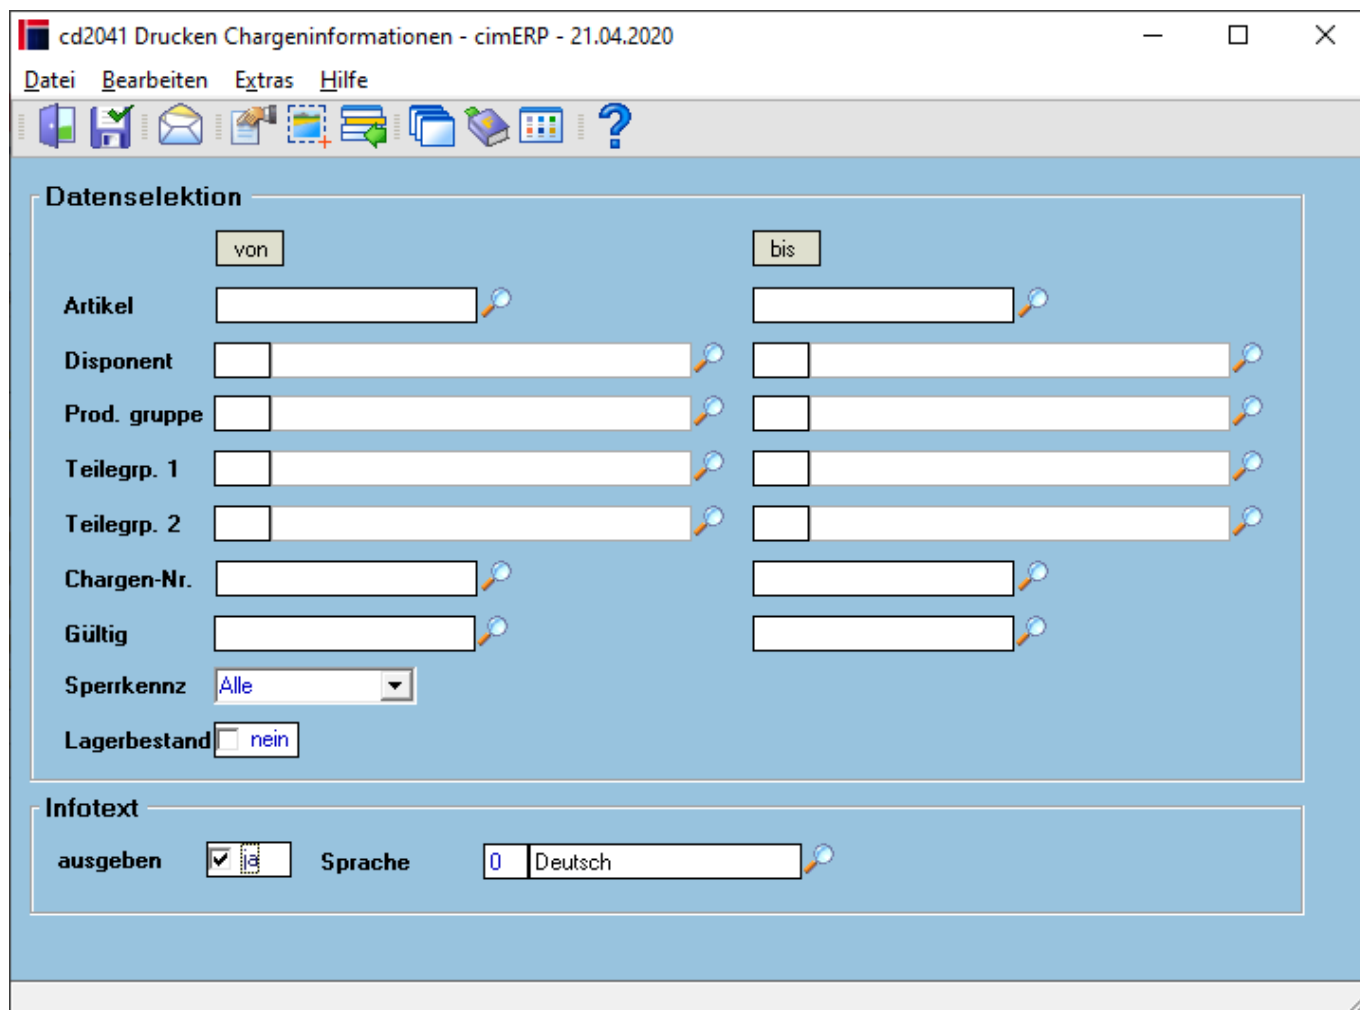 cd2041 Drucken Chargeninformationen - cimERP - 21.04.2020
Datei Bearbeiten Extras Hilfe
Datenselektion
von bis
Artikel
Disponent
Prod. gruppe
Teilegrp. 1
Teilegrp. 2
Chargen-Nr.
Gültig
Sperrkennz Alle
Lagerbestand nein
Infotext
ausgeben ja Sprache 0 Deutsch